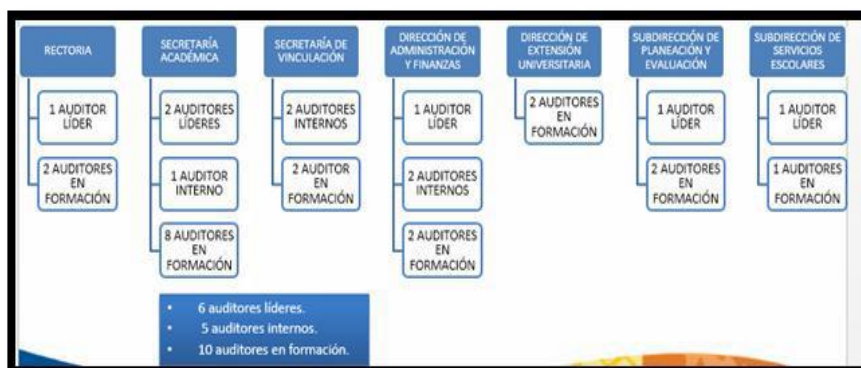 RECTORIA
1 AUDITOR
LÍDER
2 AUDITORES
EN
FORMACIÓN
SECRETARÍA
ACADÉMICA
2 AUDITORES
LÍDERES
1 AUDITOR
INTERNO
8 AUDITORES
EN
FORMACIÓN
SECRETARÍA DE
VINCULACIÓN
2 AUDITORES
INTERNOS
2 AUDITOR
EN
FORMACIÓN
DIRECCIÓN DE
ADMINISTRACIÓN
Y FINANZAS
1 AUDITOR
LÍDER
2 AUDITORES
INTERNOS
2 AUDITORES
EN
FORMACIÓN
DIRECCIÓN DE
EXTENSIÓN
UNIVERSITARIA
2 AUDITORES
EN
FORMACIÓN
SUBDIRECCIÓN DE
PLANEACIÓN Y
EVALUACIÓN
1 AUDITOR
LÍDER
2 AUDITORES
EN
FORMACIÓN
SUBDIRECCIÓN DE
SERVICIOS
ESCOLARES
1 AUDITOR
LÍDER
1 AUDITORES
EN
FORMACIÓN
• 6 auditores líderes.
• 5 auditores internos.
• 10 auditores en formación.